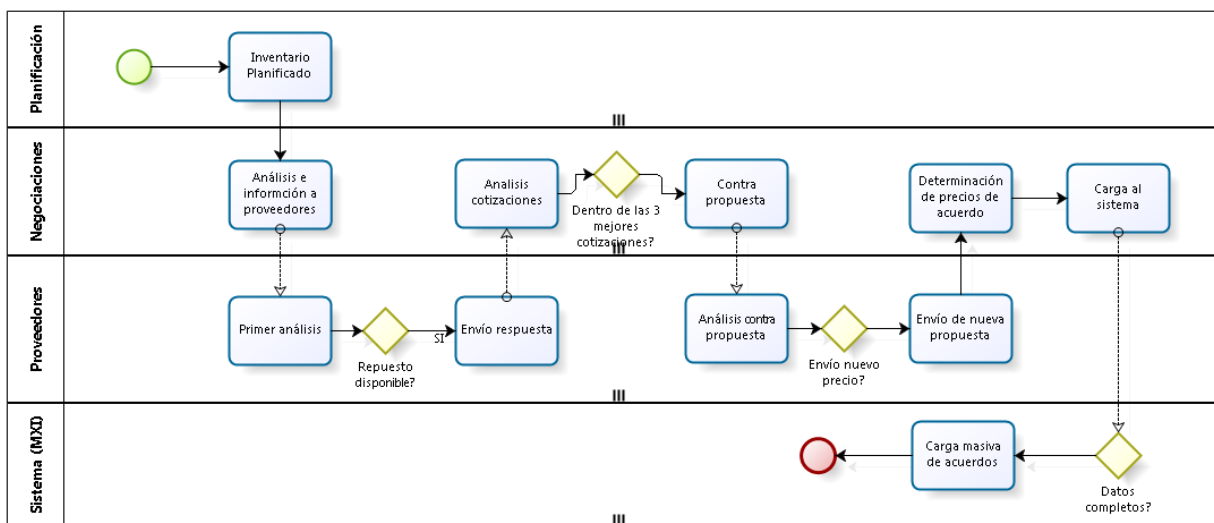 Planificación
Inventario
Planificado
Negociaciones
Análisis e
informción a
proveedores
Analisis
cotizaciones
Dentro de las 3
mejores
cotizaciones?
Contra
propuesta
Determinación
de precios de
acuerdo
Carga al
sistema
Proveedores
Primer análisis
Repuesto
disponible?
SI
Envío respuesta
Análisis contra
propuesta
Envío nuevo
precio?
Envío de nueva
propuesta
Sistema (MXI)
Carga masiva
de acuerdos
Datos
completos?